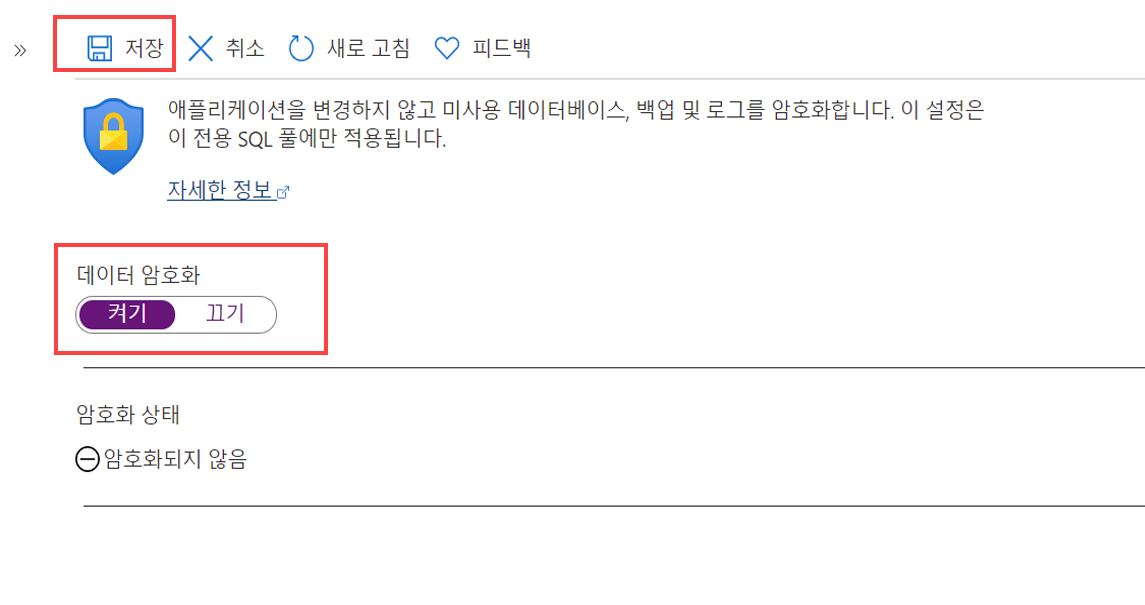 저장 취소 새로 고침 피드백
애플리케이션을 변경하지 않고 미사용 데이터베이스, 백업 및 로그를 암호화합니다. 이 설정은
이 전용 SQL 풀에만 적용됩니다.
자세한 정보
데이터 암호화
켜기 끄기
암호화 상태
암호화되지 않음